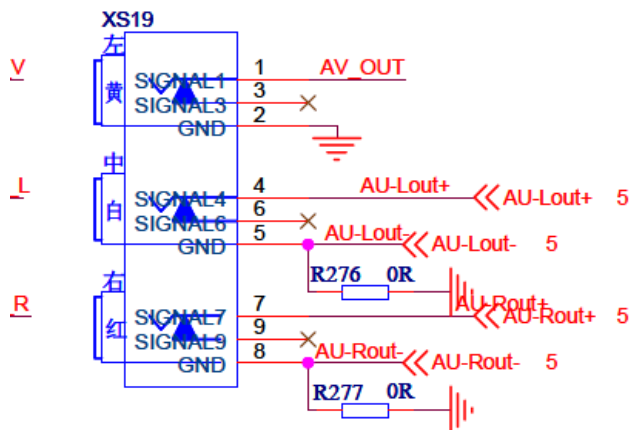 XS19
左
V
黄
SIGNAL1
1
AV_OUT
SIGNAL3
3
GND
2
中
L
白
SIGNAL4
4
AU-Lout+
AU-Lout+ 5
SIGNAL6
6
GND
5
AU-Lout-
AU-Lout- 5
R276 0R
右
R
红
SIGNAL7
7
AU-Rout+
AU-Rout+ 5
SIGNAL9
9
GND
8
AU-Rout-
AU-Rout- 5
R277 0R